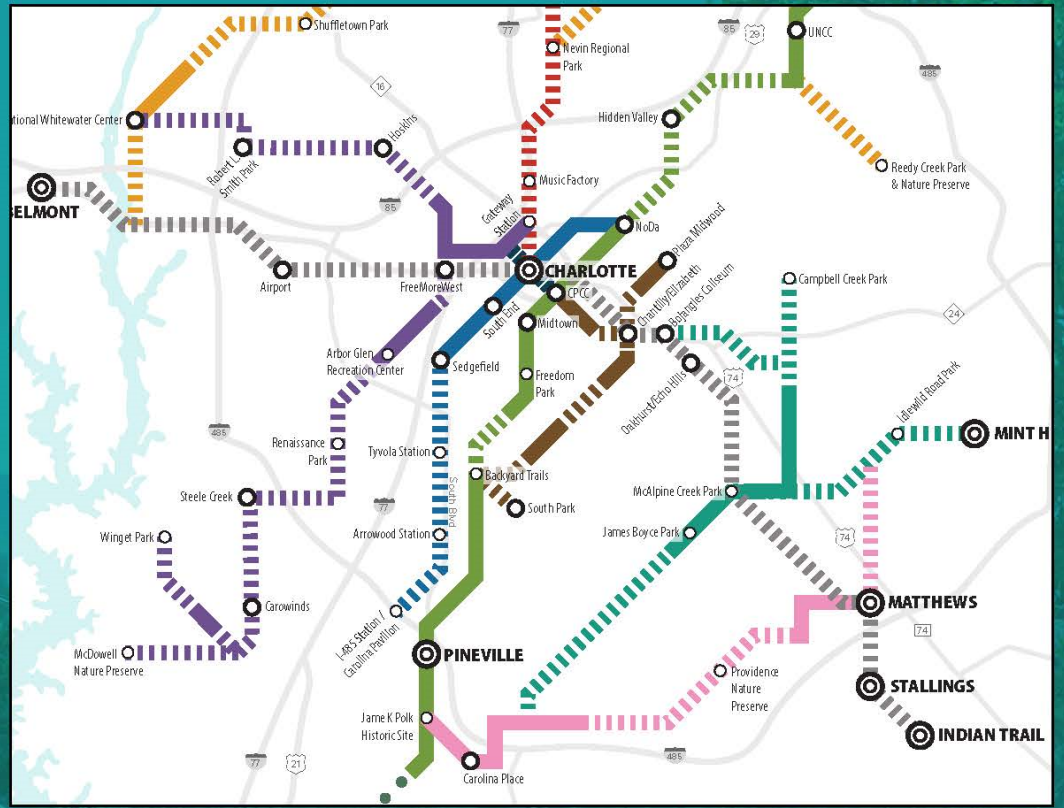 Shuffletown Park
77
85
29
UNCC
Nevin Regional
Park
485
16
tional Whitewater Center
Hoskins
Hidden Valley
Robert L.
Smith Park
Reedy Creek Park
& Nature Preserve
Music Factory
BELMONT
85
Gateway
Station
NoDa
Plaza Midwood
CHARLOTTE
Airport
FreeMoreWest
CPCC
Chantilly/Elizabeth
Bojangles Coliseum
Campbell Creek Park
South End
Midtown
24
Arbor Glen
Recreation Center
Sedgefield
Freedom
Park
Oakhurst/Echo Hills
74
Idlewild Road Park
485
Renaissance
Park
Tyvola Station
MINT H
Backyard Trails
Steele Creek
South Blvd
McAlpine Creek Park
77
South Park
Winget Park
Arrowood Station
James Boyce Park
74
Carowinds
I-485 Station /
Carolina Pavilion
MATTHEWS
74
McDowell
Nature Preserve
PINEVILLE
Providence
Nature
Preserve
STALLINGS
Jame K Polk
Historic Site
INDIAN TRAIL
77
21
485
Carolina Place